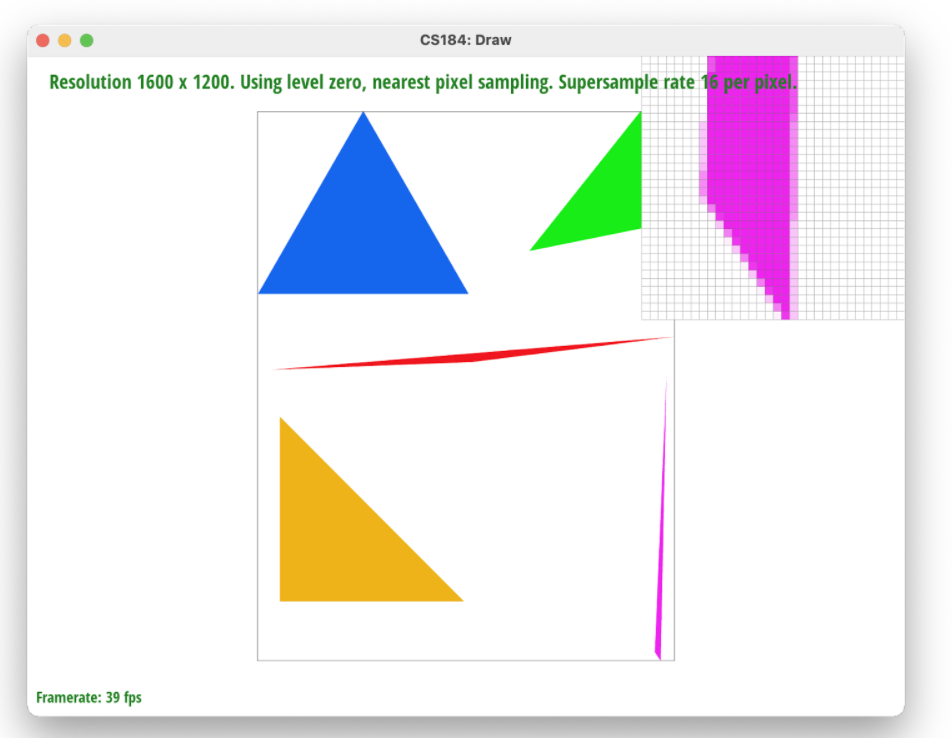 CS184: Draw
Resolution 1600 x 1200. Using level zero, nearest pixel sampling. Supersample rate 16 per pixel.
Framerate: 39 fps